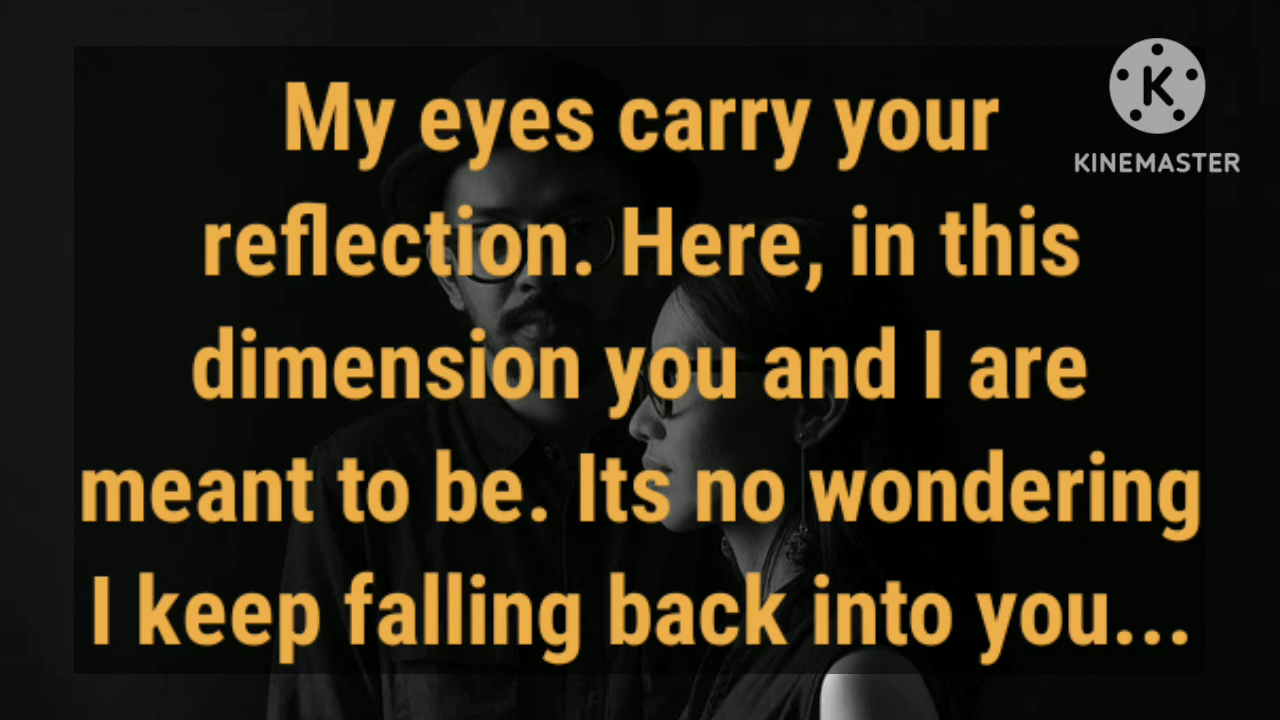 My eyes carry your
reflection. Here, in this
dimension you and I are
meant to be. Its no wondering
I keep falling back into you...
K
KINEMASTER